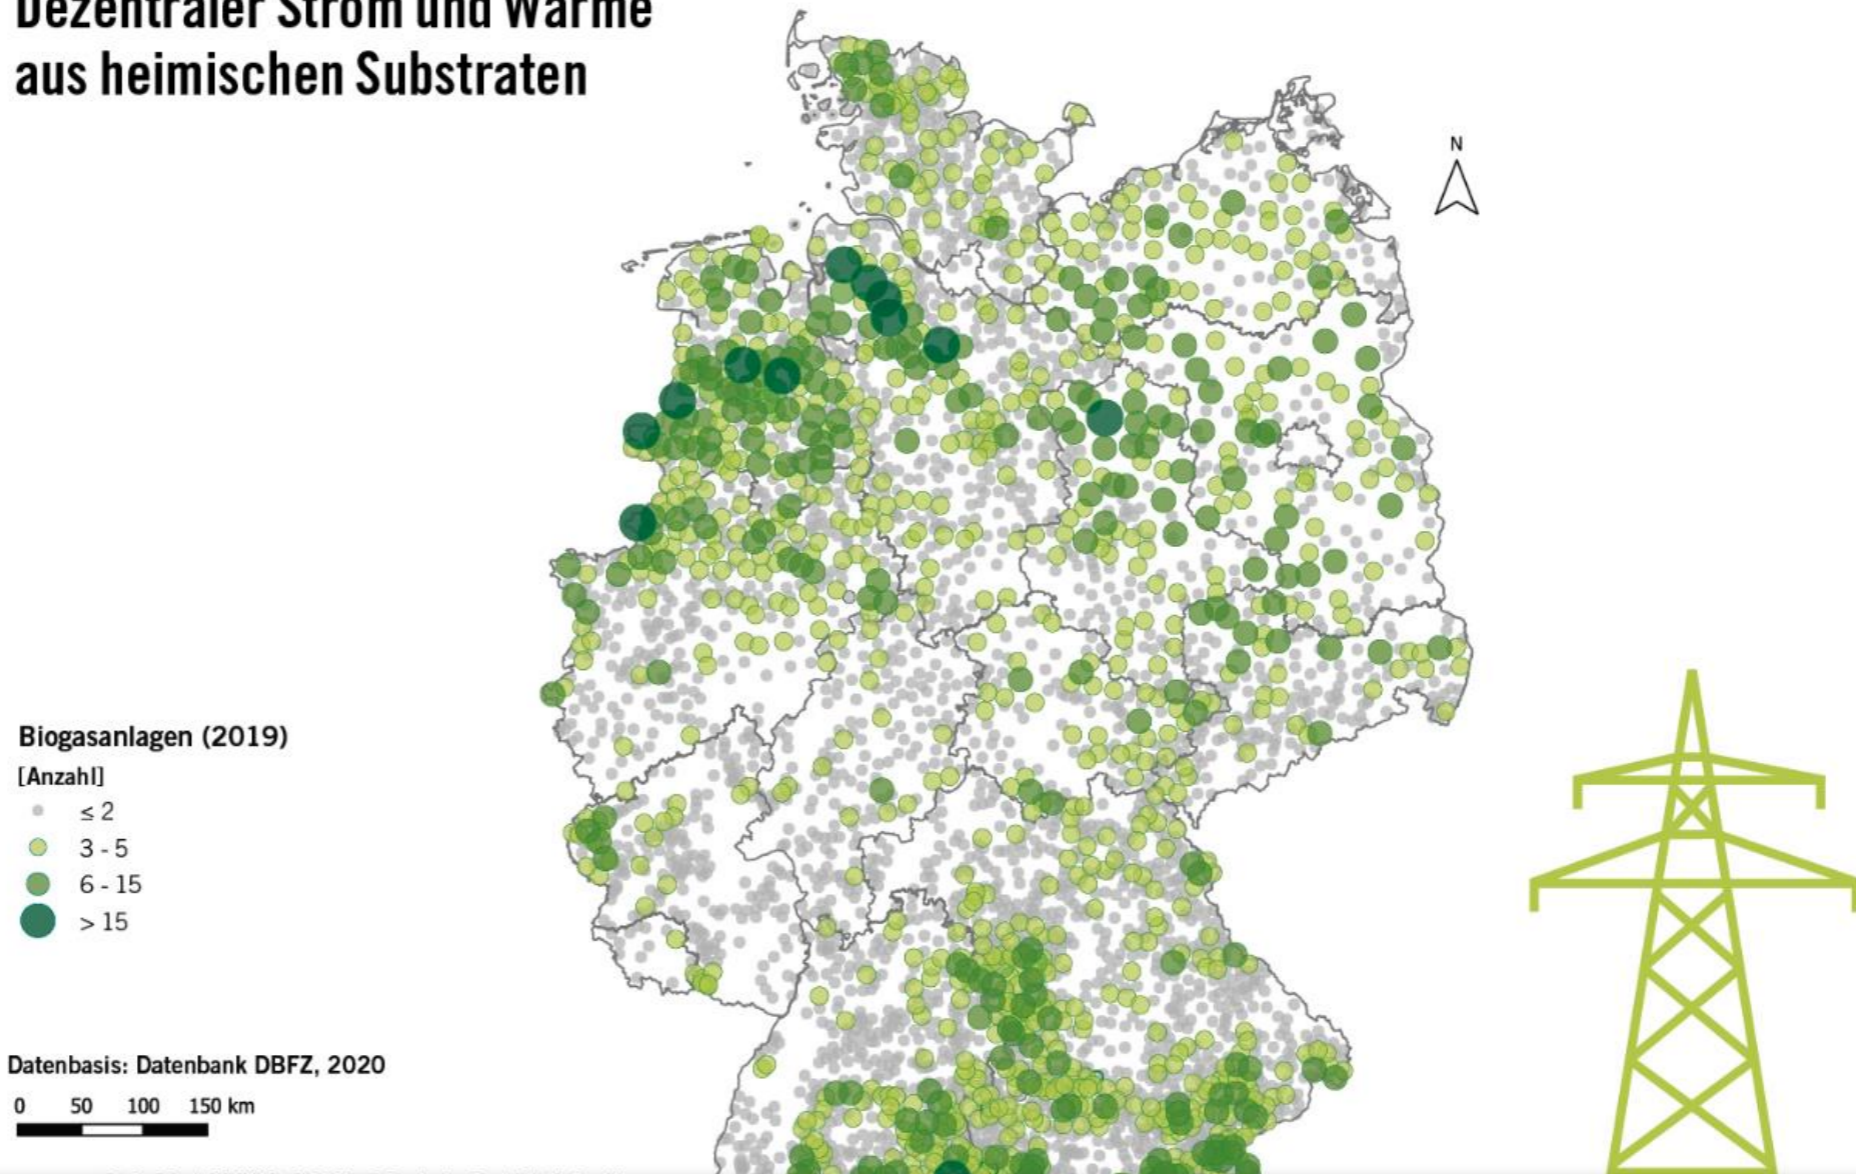 Dezentraler Strom und Wärme
aus heimischen Substraten
N
Biogasanlagen (2019)
[Anzahl]
≤ 2
3 - 5
6 - 15
> 15
Datenbasis: Datenbank DBFZ, 2020
0 50 100 150 km